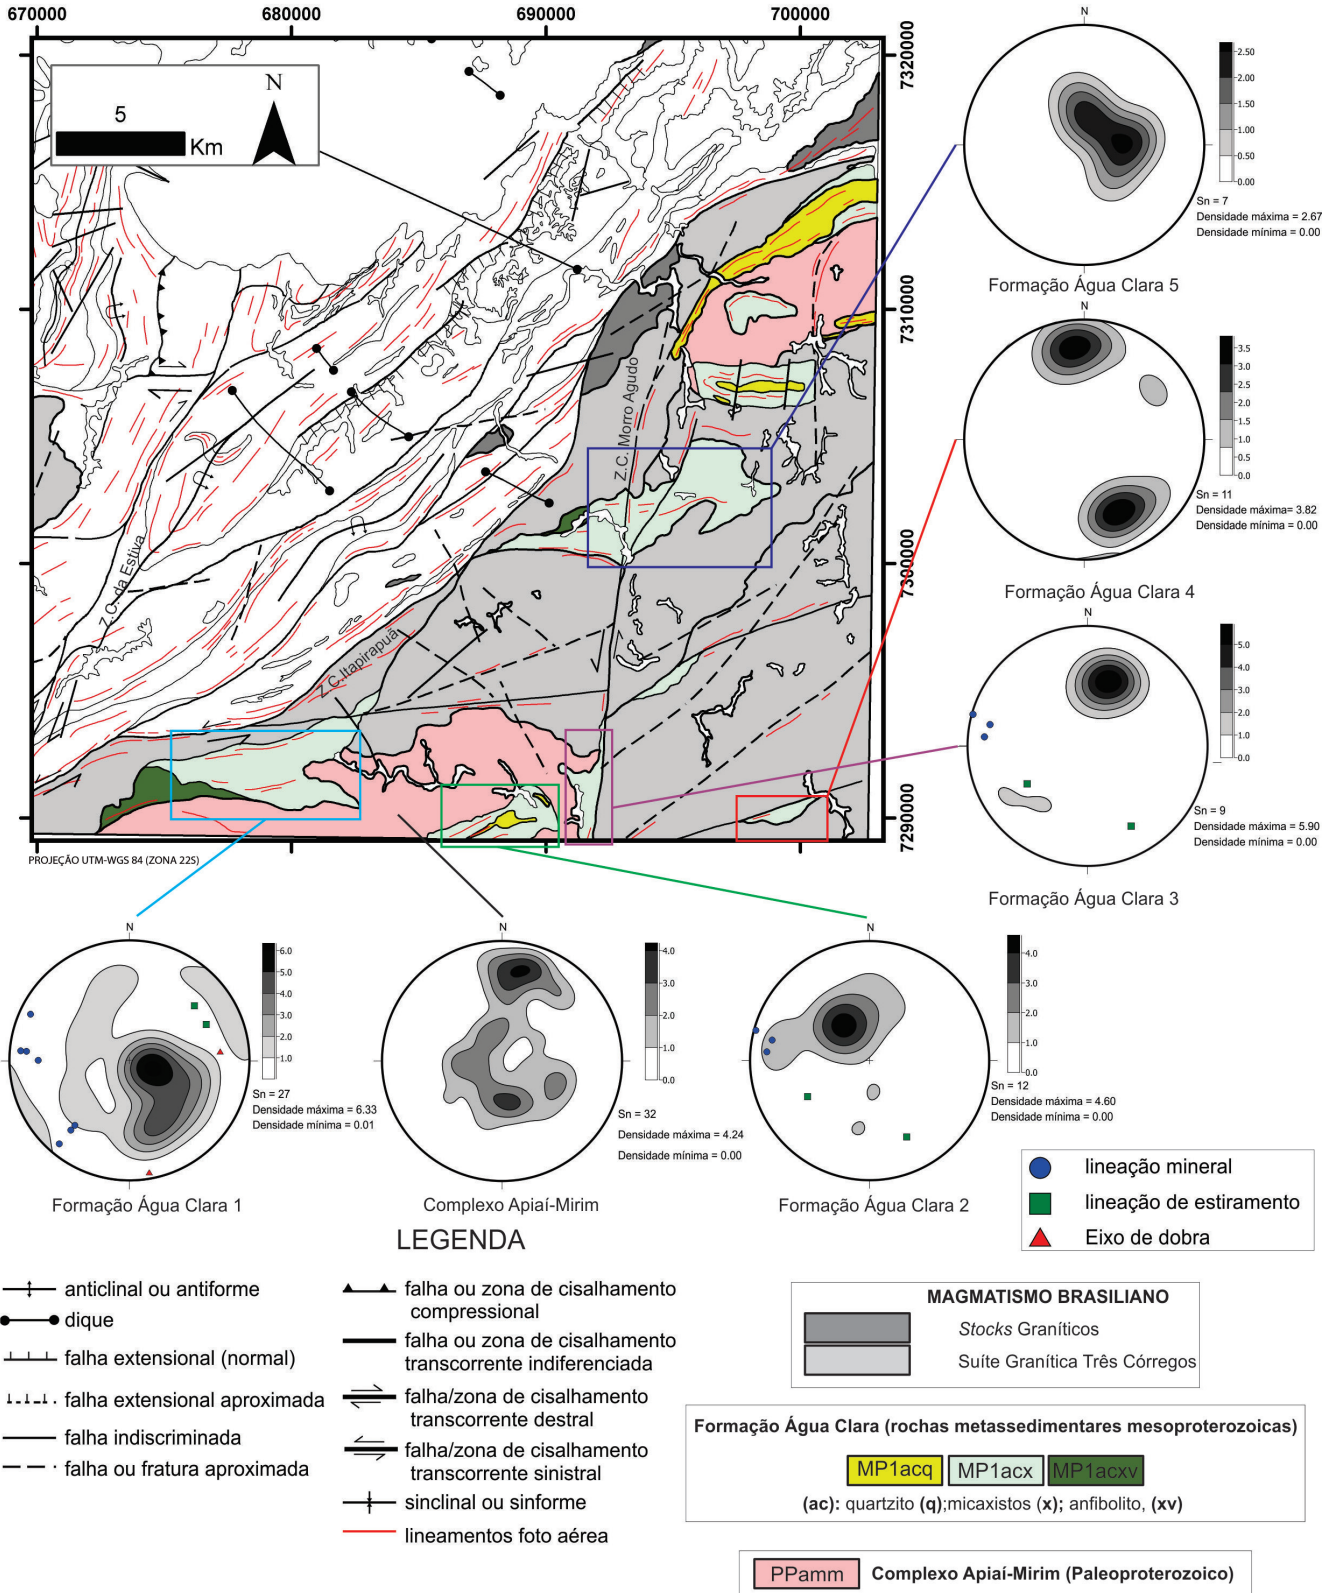 670000
680000
690000
700000
7320000
7310000
7300000
7290000
N
5
Km
Z.C. da Estiva
Z.C.Itapirapuã
Z.C. Morro Agudo
PROJEÇÃO UTM-WGS 84 (ZONA 22S)
N
2.50
2.00
1.50
1.00
0.50
0.00
Sn = 7
Densidade máxima = 2.67
Densidade mínima = 0.00
Formação Água Clara 5
N
3.5
3.0
2.5
2.0
1.5
1.0
0.5
0.0
Sn = 11
Densidade máxima= 3.82
Densidade mínima = 0.00
Formação Água Clara 4
N
5.0
4.0
3.0
2.0
1.0
0.0
Sn = 9
Densidade máxima = 5.90
Densidade mínima = 0.00
Formação Água Clara 3
N
6.0
5.0
4.0
3.0
2.0
1.0
Sn = 27
Densidade máxima = 6.33
Densidade mínima = 0.01
Formação Água Clara 1
N
4.0
3.0
2.0
1.0
0.0
Sn = 32
Densidade máxima = 4.24
Densidade mínima = 0.00
Complexo Apiaí-Mirim
N
4.0
3.0
2.0
1.0
0.0
Sn = 12
Densidade máxima = 4.60
Densidade mínima = 0.00
Formação Água Clara 2
lineação mineral
lineação de estiramento
Eixo de dobra
LEGENDA
anticlinal ou antiforme
dique
falha extensional (normal)
falha extensional aproximada
falha indiscriminada
falha ou fratura aproximada
falha ou zona de cisalhamento
compressional
falha ou zona de cisalhamento
transcorrente indiferenciada
falha/zona de cisalhamento
transcorrente destral
falha/zona de cisalhamento
transcorrente sinistral
sinclinal ou sinforme
lineamentos foto aérea
MAGMATISMO BRASILIANO
Stocks Graníticos
Suíte Granítica Três Córregos
Formação Água Clara (rochas metassedimentares mesoproterozoicas)
MP1acq MP1acx MP1acxv
(ac): quartzito (q);micaxistos (x); anfibolito, (xv)
PPamm Complexo Apiaí-Mirim (Paleoproterozoico)